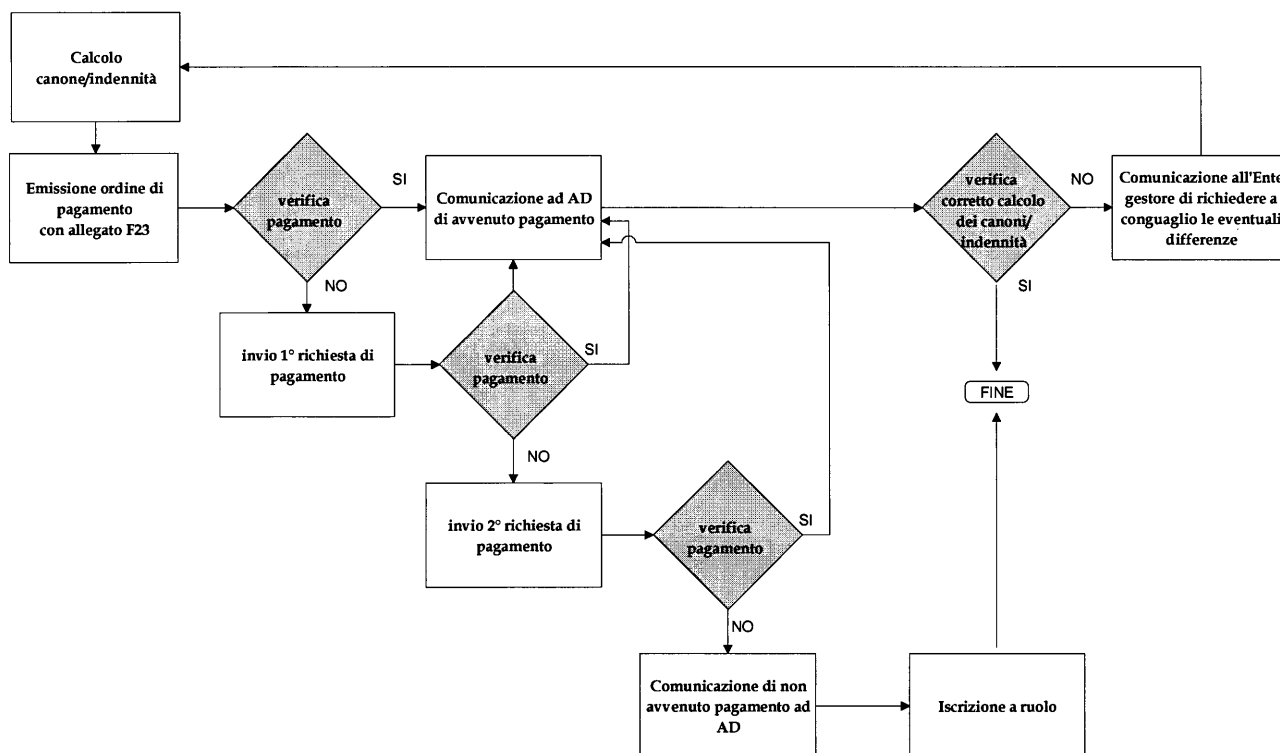 Calcolo
canone/indennità
Emissione ordine di
pagamento
con allegato F23
verifica
pagamento
SI
NO
Comunicazione ad AD
di avvenuto pagamento
verifica
corretto calcolo
dei canoni/
indennità
NO
SI
Comunicazione all'Ente
gestore di richiedere a
conguaglio le eventuali
differenze
invio 1° richiesta di
pagamento
verifica
pagamento
SI
NO
FINE
invio 2° richiesta di
pagamento
verifica
pagamento
SI
NO
Comunicazione di non
avvenuto pagamento ad
AD
Iscrizione a ruolo